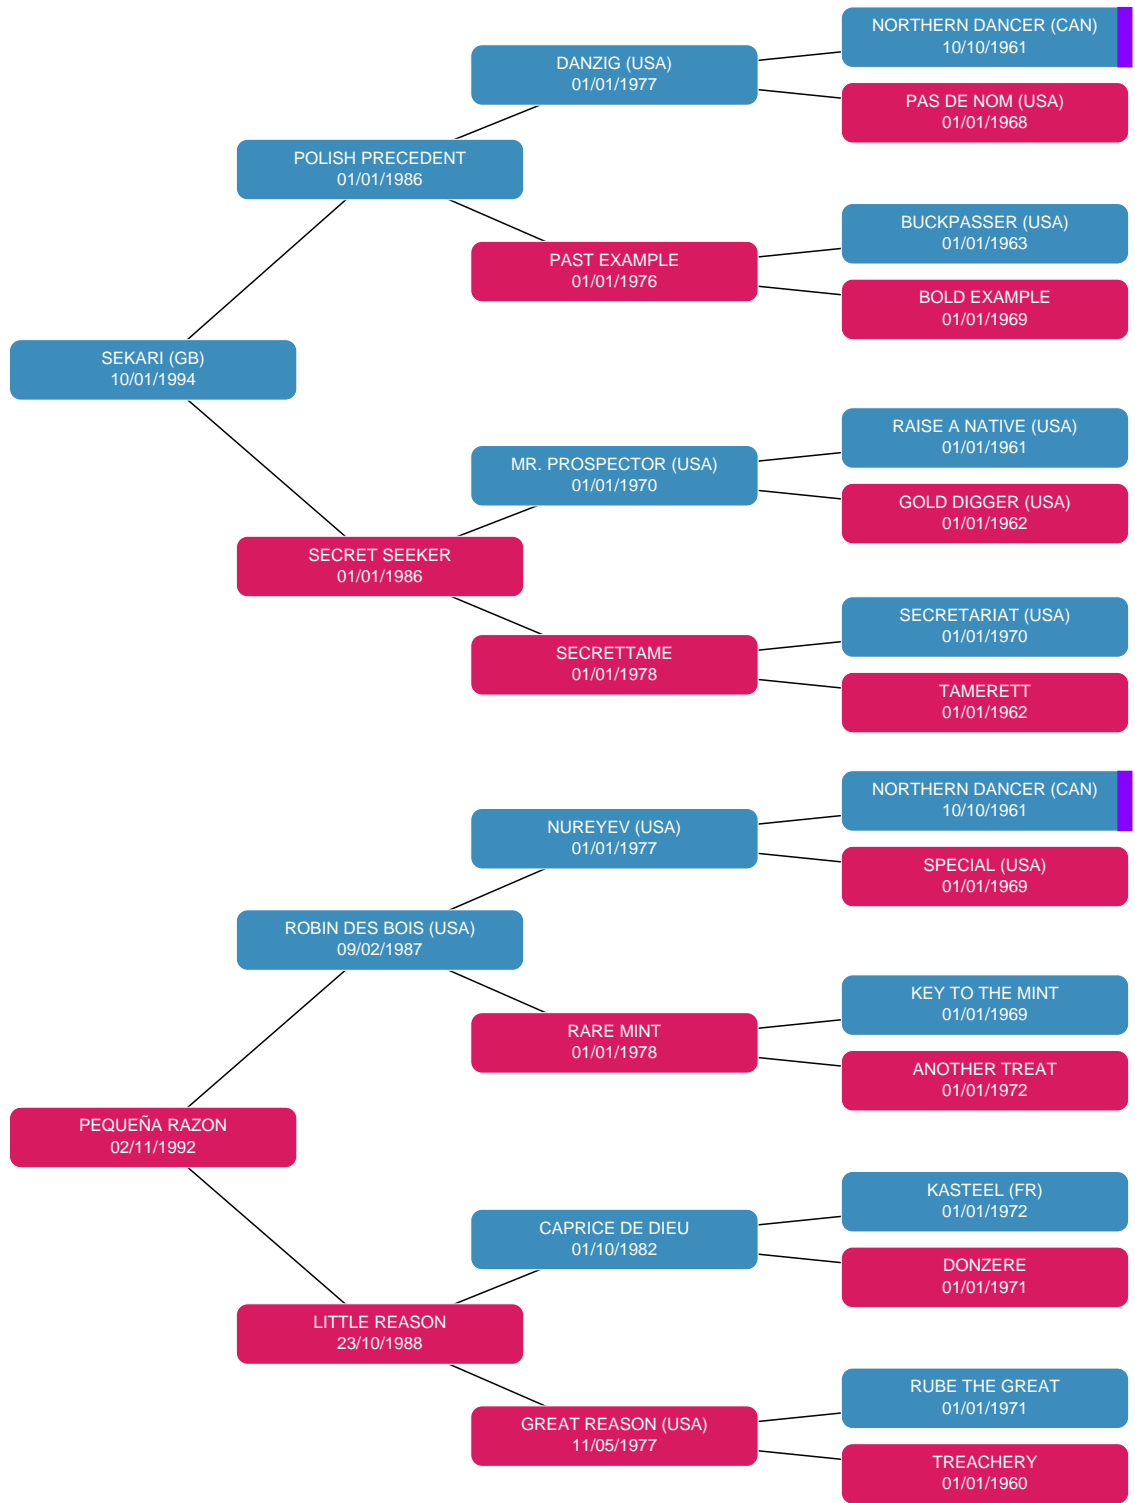 NORTHERN DANCER (CAN)
10/10/1961
DANZIG (USA)
01/01/1977
PAS DE NOM (USA)
01/01/1968
POLISH PRECEDENT
01/01/1986
BUCKPASSER (USA)
01/01/1963
PAST EXAMPLE
01/01/1976
BOLD EXAMPLE
01/01/1969
SEKARI (GB)
10/01/1994
RAISE A NATIVE (USA)
01/01/1961
MR. PROSPECTOR (USA)
01/01/1970
GOLD DIGGER (USA)
01/01/1962
SECRET SEEKER
01/01/1986
SECRETARIAT (USA)
01/01/1970
SECRETTAME
01/01/1978
TAMERETT
01/01/1962
NORTHERN DANCER (CAN)
10/10/1961
NUREYEV (USA)
01/01/1977
SPECIAL (USA)
01/01/1969
ROBIN DES BOIS (USA)
09/02/1987
KEY TO THE MINT
01/01/1969
RARE MINT
01/01/1978
ANOTHER TREAT
01/01/1972
PEQUEÑA RAZON
02/11/1992
KASTEEL (FR)
01/01/1972
CAPRICE DE DIEU
01/10/1982
DONZERE
01/01/1971
LITTLE REASON
23/10/1988
RUBE THE GREAT
01/01/1971
GREAT REASON (USA)
11/05/1977
TREACHERY
01/01/1960